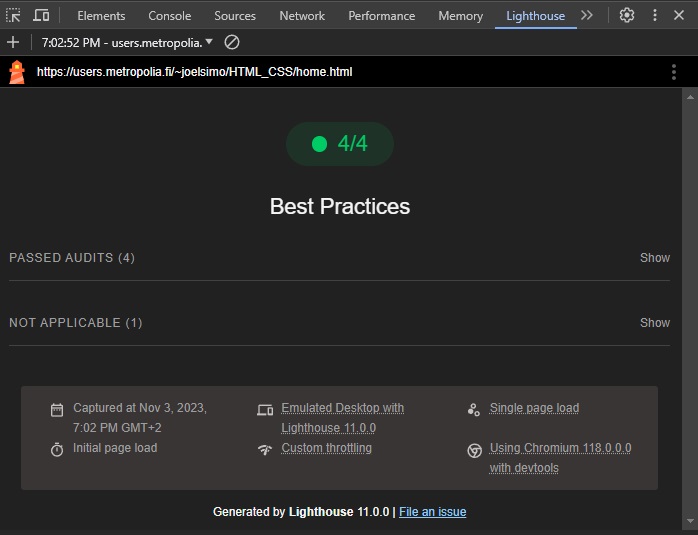 Elements Console Sources Network Performance Memory Lighthouse
7:02:52 PM - users.metropolia.
https://users.metropolia.fi/~joelsimo/HTML_CSS/home.html
4/4
Best Practices
PASSED AUDITS (4) Show
NOT APPLICABLE (1) Show
Captured at Nov 3, 2023,
7:02 PM GMT+2
Emulated Desktop with
Lighthouse 11.0.0
Single page load
Initial page load
Custom throttling
Using Chromium 118.0.0.0
with devtools
Generated by Lighthouse 11.0.0 | File an issue